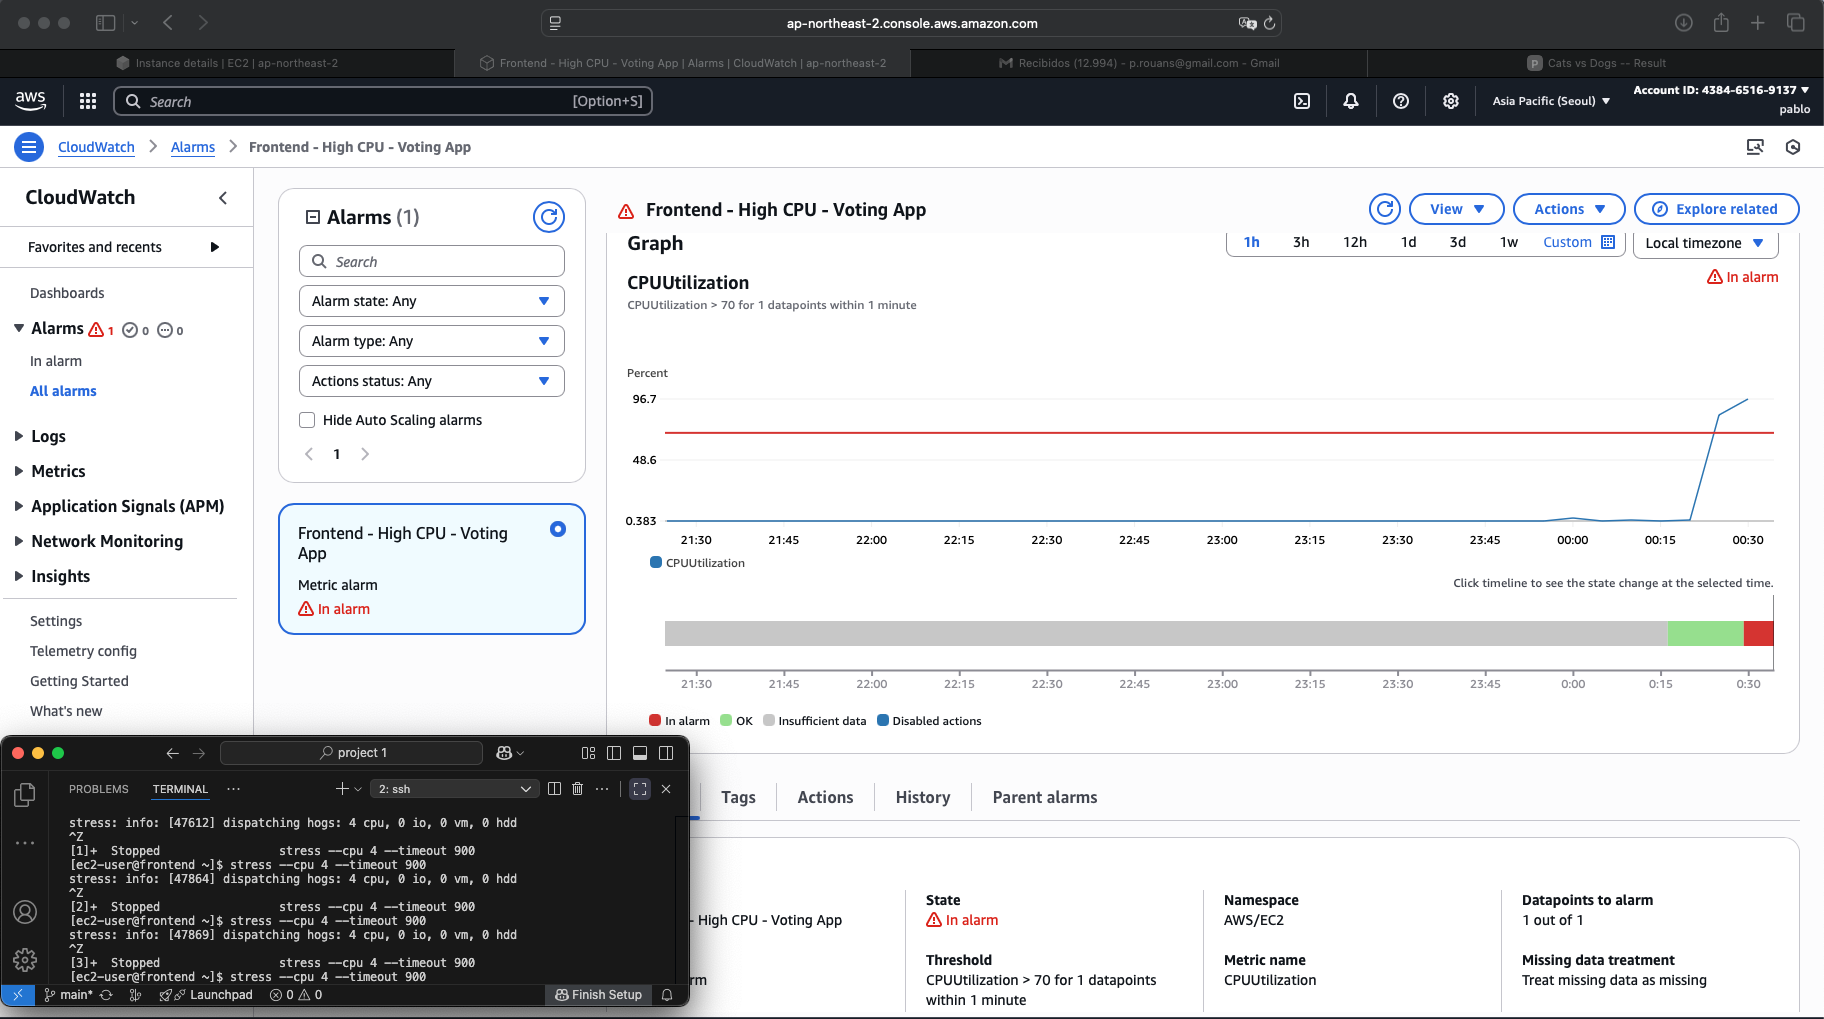 ap-northeast-2.console.aws.amazon.com
Instance details | EC2 | ap-northeast-2
Frontend - High CPU - Voting App | Alarms | CloudWatch | ap-northeast-2
Recibidos (12.994) - p.rouans@gmail.com - Gmail
P Cats vs Dogs -- Result
aws
Search [Option+S]
Asia Pacific (Seoul)
Account ID: 4384-6516-9137
pablo
CloudWatch
Alarms
Frontend - High CPU - Voting App
CloudWatch
Favorites and recents
Dashboards
Alarms 1 0 0
In alarm
All alarms
Logs
Metrics
Application Signals (APM)
Network Monitoring
Insights
Settings
Telemetry config
Getting Started
What's new
Alarms (1)
Search
Alarm state: Any
Alarm type: Any
Actions status: Any
Hide Auto Scaling alarms
1
Frontend - High CPU - Voting
App
Metric alarm
In alarm
Frontend - High CPU - Voting App
View
Actions
Explore related
Graph
1h 3h 12h 1d 3d 1w Custom
Local timezone
CPUUtilization
In alarm
CPUUtilization > 70 for 1 datapoints within 1 minute
Percent
96.7
48.6
0.383
21:30 21:45 22:00 22:15 22:30 22:45 23:00 23:15 23:30 23:45 00:00 00:15 00:30
CPUUtilization
Click timeline to see the state change at the selected time.
21:30 21:45 22:00 22:15 22:30 22:45 23:00 23:15 23:30 23:45 0:00 0:15 0:30
In alarm OK Insufficient data Disabled actions
Tags
Actions
History
Parent alarms
- High CPU - Voting App
rm
State
In alarm
Threshold
CPUUtilization > 70 for 1 datapoints
within 1 minute
Namespace
AWS/EC2
Metric name
CPUUtilization
Datapoints to alarm
1 out of 1
Missing data treatment
Treat missing data as missing
project 1
PROBLEMS TERMINAL ···
2: ssh
stress: info: [47612] dispatching hogs: 4 cpu, 0 io, 0 vm, 0 hdd
^Z
[1]+ Stopped stress --cpu 4 --timeout 900
[ec2-user@frontend ~]$ stress --cpu 4 --timeout 900
stress: info: [47864] dispatching hogs: 4 cpu, 0 io, 0 vm, 0 hdd
^Z
[2]+ Stopped stress --cpu 4 --timeout 900
[ec2-user@frontend ~]$ stress --cpu 4 --timeout 900
stress: info: [47869] dispatching hogs: 4 cpu, 0 io, 0 vm, 0 hdd
^Z
[3]+ Stopped stress --cpu 4 --timeout 900
[ec2-user@frontend ~]$ stress --cpu 4 --timeout 900
main* Launchpad 0 0 Finish Setup